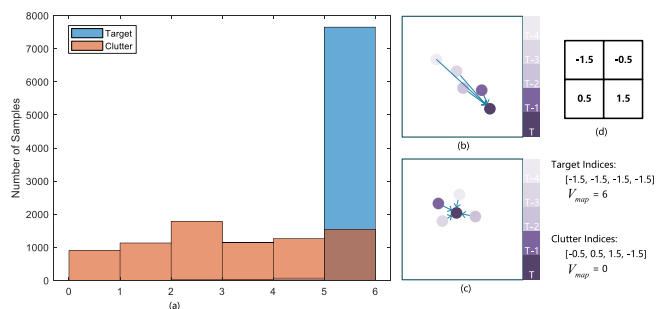 8000
7000
6000
5000
4000
3000
2000
1000
0
Number of Samples
Target
Clutter
0 1 2 3 4 5 6
(a)
T-4
T-3
T-2
T-1
T
(b)
T-4
T-3
T-2
T-1
T
(c)
-1.5 -0.5
0.5 1.5
(d)
Target Indices:
[-1.5, -1.5, -1.5, -1.5]
V_map = 6
Clutter Indices:
[-0.5, 0.5, 1.5, -1.5]
V_map = 0